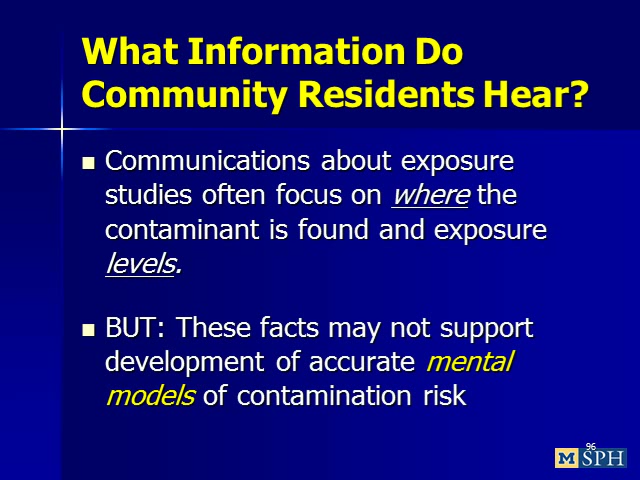 What Information Do
Community Residents Hear?
■ Communications about exposure
studies often focus on where the
contaminant is found and exposure
levels.
■ BUT: These facts may not support
development of accurate mental
models of contamination risk
96
M SPH